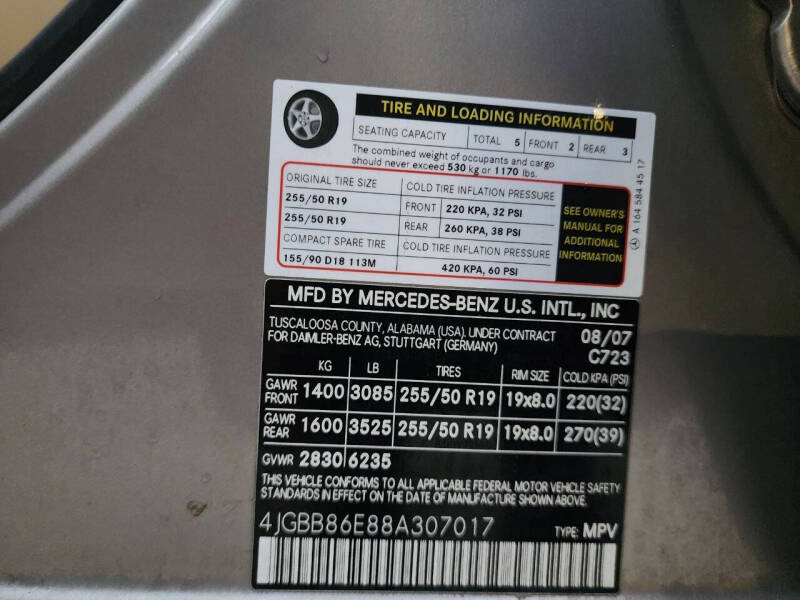 TIRE AND LOADING INFORMATION
SEATING CAPACITY TOTAL 5 FRONT 2 REAR 3
The combined weight of occupants and cargo
should never exceed 530 kg or 1170 lbs.
ORIGINAL TIRE SIZE COLD TIRE INFLATION PRESSURE
255/50 R19 FRONT 220 KPA, 32 PSI
255/50 R19 REAR 260 KPA, 38 PSI
COMPACT SPARE TIRE COLD TIRE INFLATION PRESSURE
155/90 D18 113M 420 KPA, 60 PSI
SEE OWNER'S
MANUAL FOR
ADDITIONAL
INFORMATION
A 164 584 45 17
MFD BY MERCEDES-BENZ U.S. INTL., INC
TUSCALOOSA COUNTY, ALABAMA (USA). UNDER CONTRACT 08/07
FOR DAIMLER-BENZ AG, STUTTGART (GERMANY) C723
KG LB TIRES RIM SIZE COLD KPA (PSI)
GAWR FRONT 1400 3085 255/50 R19 19x8.0 220(32)
GAWR REAR 1600 3525 255/50 R19 19x8.0 270(39)
GVWR 2830 6235
THIS VEHICLE CONFORMS TO ALL APPLICABLE FEDERAL MOTOR VEHICLE SAFETY
STANDARDS IN EFFECT ON THE DATE OF MANUFACTURE SHOWN ABOVE.
4JGBB86E88A307017 TYPE: MPV